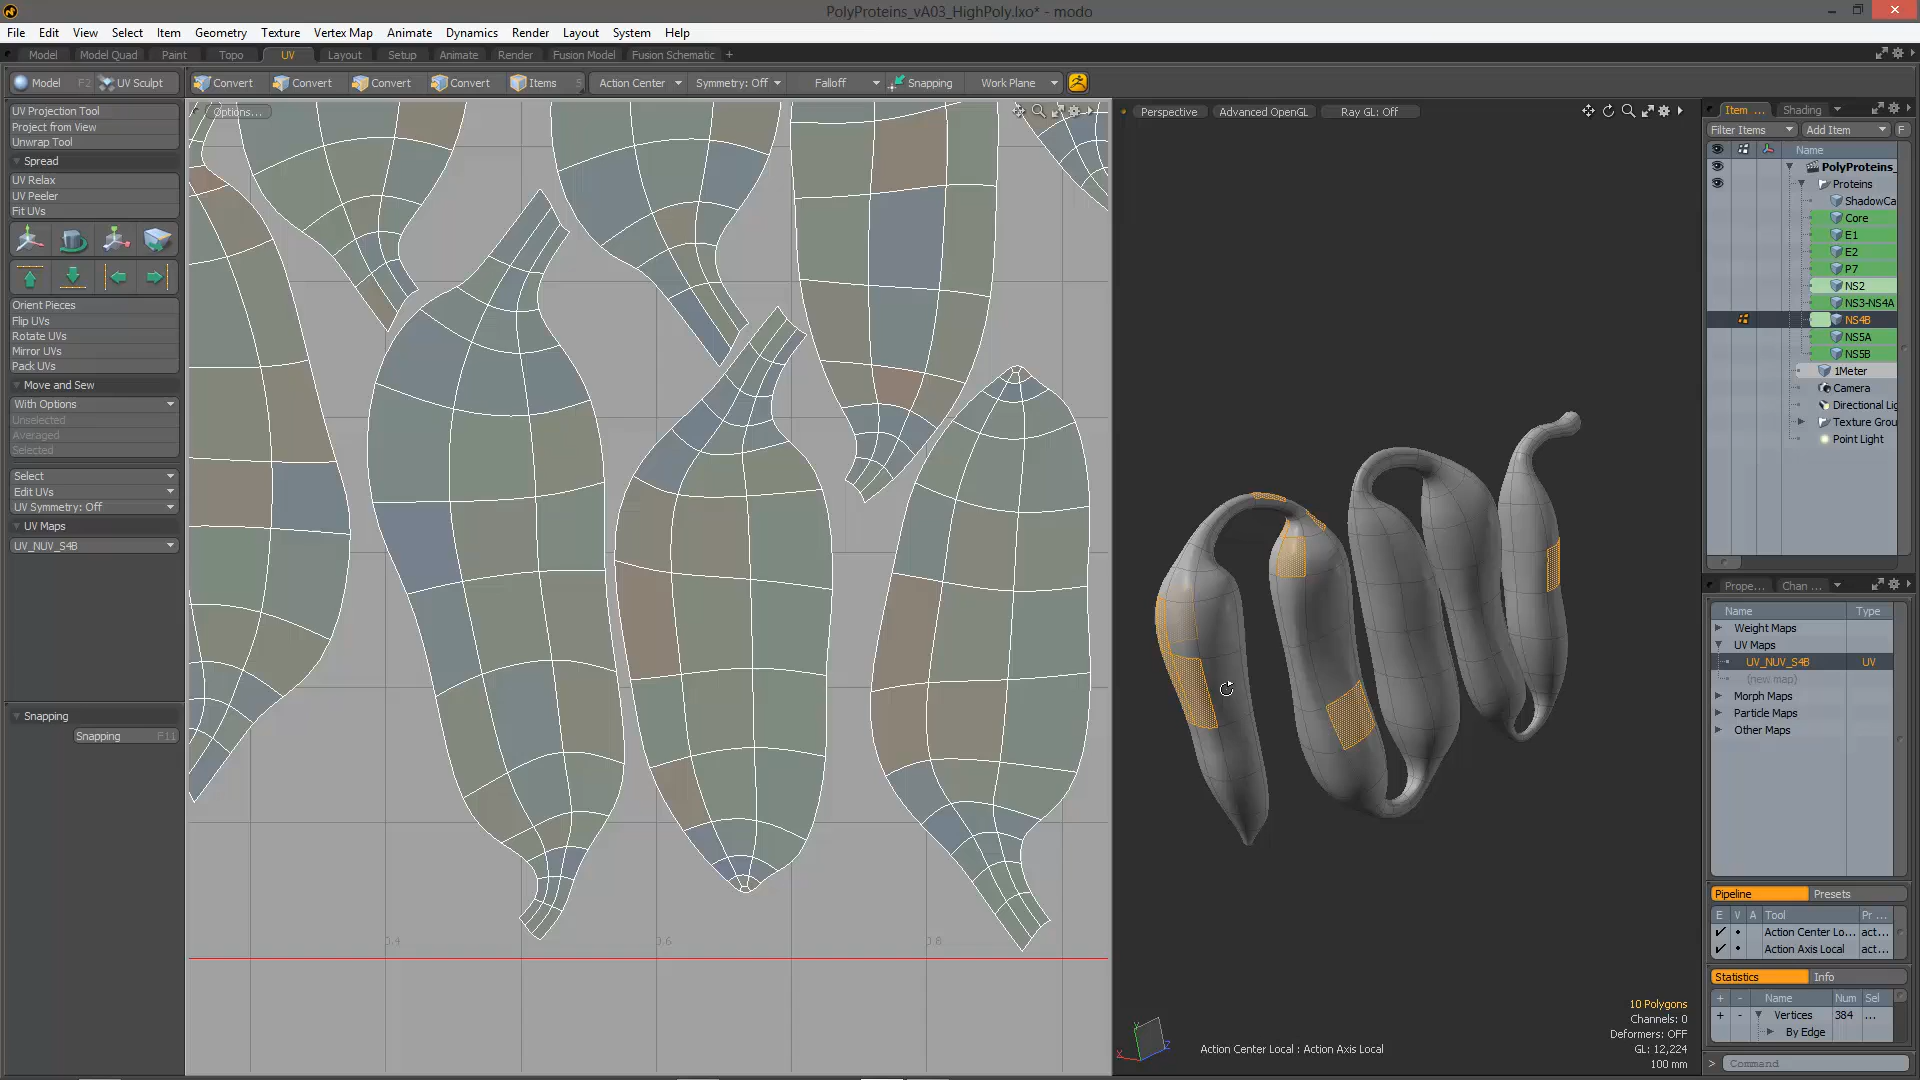 PolyProteins_vA03_HighPoly.lxo* - modo
File Edit View Select Item Geometry Texture Vertex Map Animate Dynamics Render Layout System Help
Model Model Quad Paint Topo UV Layout Setup Animate Render Fusion Model Fusion Schematic +
Model F2 UV Sculpt Convert Convert Convert Convert Items 5 Action Center Symmetry: Off Falloff Snapping Work Plane
UV Projection Tool
Project from View
Unwrap Tool
Spread
UV Relax
UV Peeler
Fit UVs
Orient Pieces
Flip UVs
Rotate UVs
Mirror UVs
Pack UVs
Move and Sew
With Options
Unselected
Averaged
Selected
Select
Edit UVs
UV Symmetry: Off
UV Maps
UV_NUV_S4B
Snapping
Snapping F11
Options...
0.4 0.6 0.8
Perspective Advanced OpenGL Ray GL: Off
10 Polygons
Channels: 0
Deformers: OFF
GL: 12,224
100 mm
Action Center Local : Action Axis Local
Y
X
Z
Item ... Shading
Filter Items Add Item F
Name
PolyProteins_
Proteins
ShadowCa
Core
E1
E2
P7
NS2
NS3-NS4A
NS4B
NS5A
NS5B
1Meter
Camera
Directional Lig
Texture Grou
Point Light
Prope... Chan ...
Name Type
Weight Maps
UV Maps
UV_NUV_S4B UV
(new map)
Morph Maps
Particle Maps
Other Maps
Pipeline Presets
E V A Tool Pr ...
Action Center Lo... act...
Action Axis Local act...
Statistics Info
+ - Name Num Sel
+ - Vertices 384 ...
By Edge
> Command